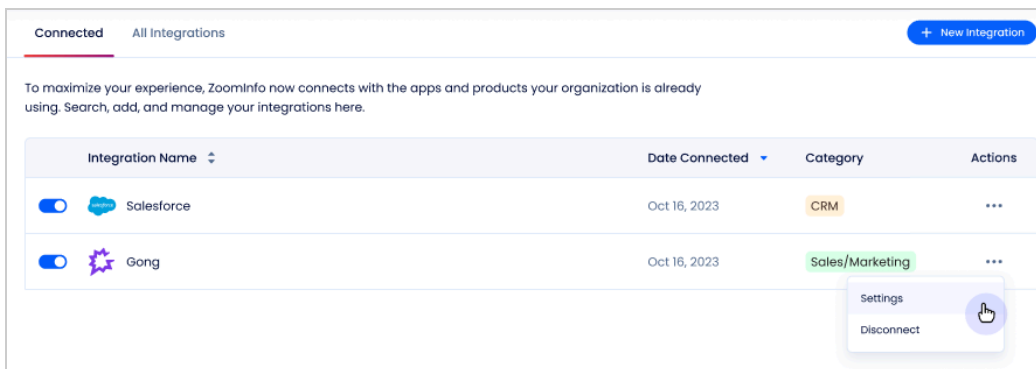 Connected
All Integrations
+ New Integration
To maximize your experience, ZoomInfo now connects with the apps and products your organization is already
using. Search, add, and manage your integrations here.
Integration Name
Date Connected
Category
Actions
salesforce
Salesforce
Oct 16, 2023
CRM
Gong
Oct 16, 2023
Sales/Marketing
Settings
Disconnect